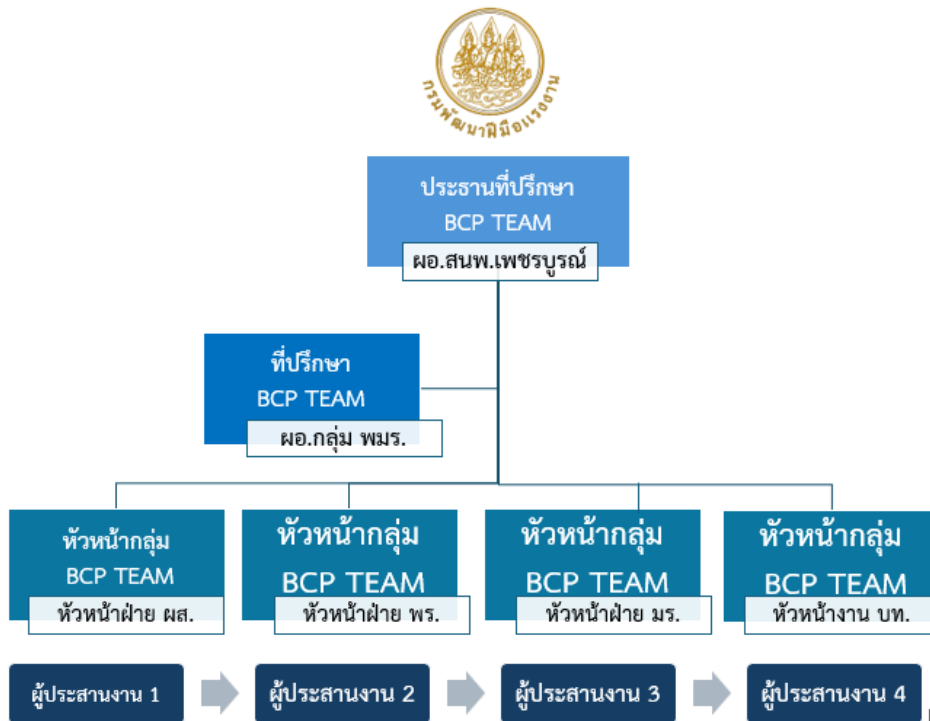 กรมพัฒนาฝีมือแรงงาน
ประธานที่ปรึกษา
BCP TEAM
ผอ.สนพ.เพชรบูรณ์
ที่ปรึกษา
BCP TEAM
ผอ.กลุ่ม พมร.
หัวหน้ากลุ่ม
BCP TEAM
หัวหน้าฝ่าย ผส.
หัวหน้ากลุ่ม
BCP TEAM
หัวหน้าฝ่าย พร.
หัวหน้ากลุ่ม
BCP TEAM
หัวหน้าฝ่าย มร.
หัวหน้ากลุ่ม
BCP TEAM
หัวหน้างาน บท.
ผู้ประสานงาน 1
ผู้ประสานงาน 2
ผู้ประสานงาน 3
ผู้ประสานงาน 4